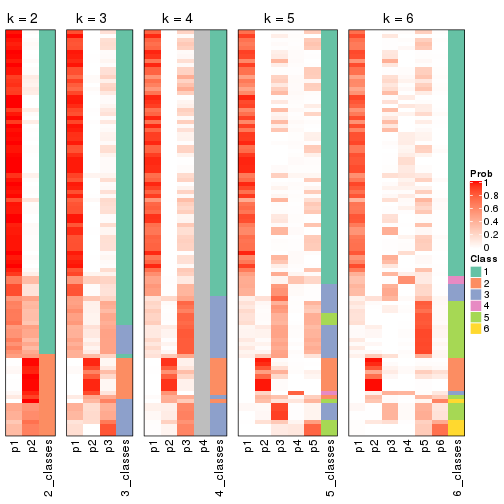 k = 2
k = 3
k = 4
k = 5
k = 6
p1
p2
2_classes
p1
p2
p3
3_classes
p1
p2
p3
p4
4_classes
p1
p2
p3
p4
p5
5_classes
p1
p2
p3
p4
p5
p6
6_classes
Prob
1
0.8
0.6
0.4
0.2
0
Class
1
2
3
4
5
6